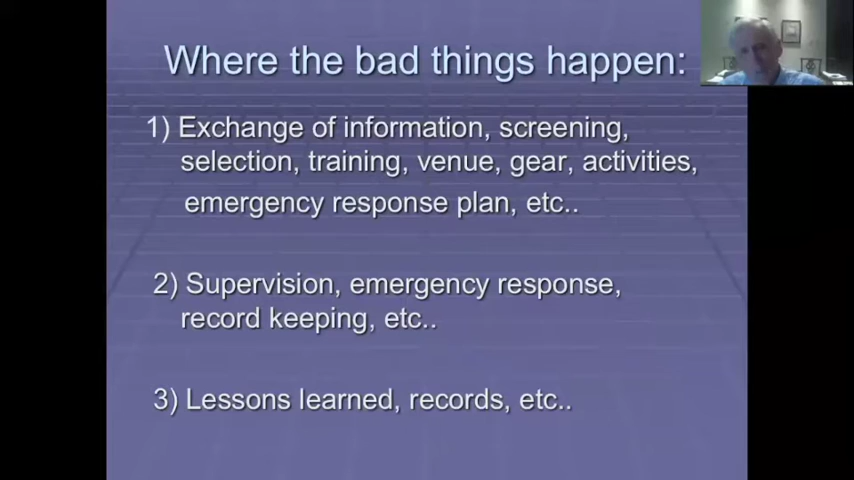 Where the bad things happen:
1) Exchange of information, screening,
selection, training, venue, gear, activities,
emergency response plan, etc..
2) Supervision, emergency response,
record keeping, etc..
3) Lessons learned, records, etc..